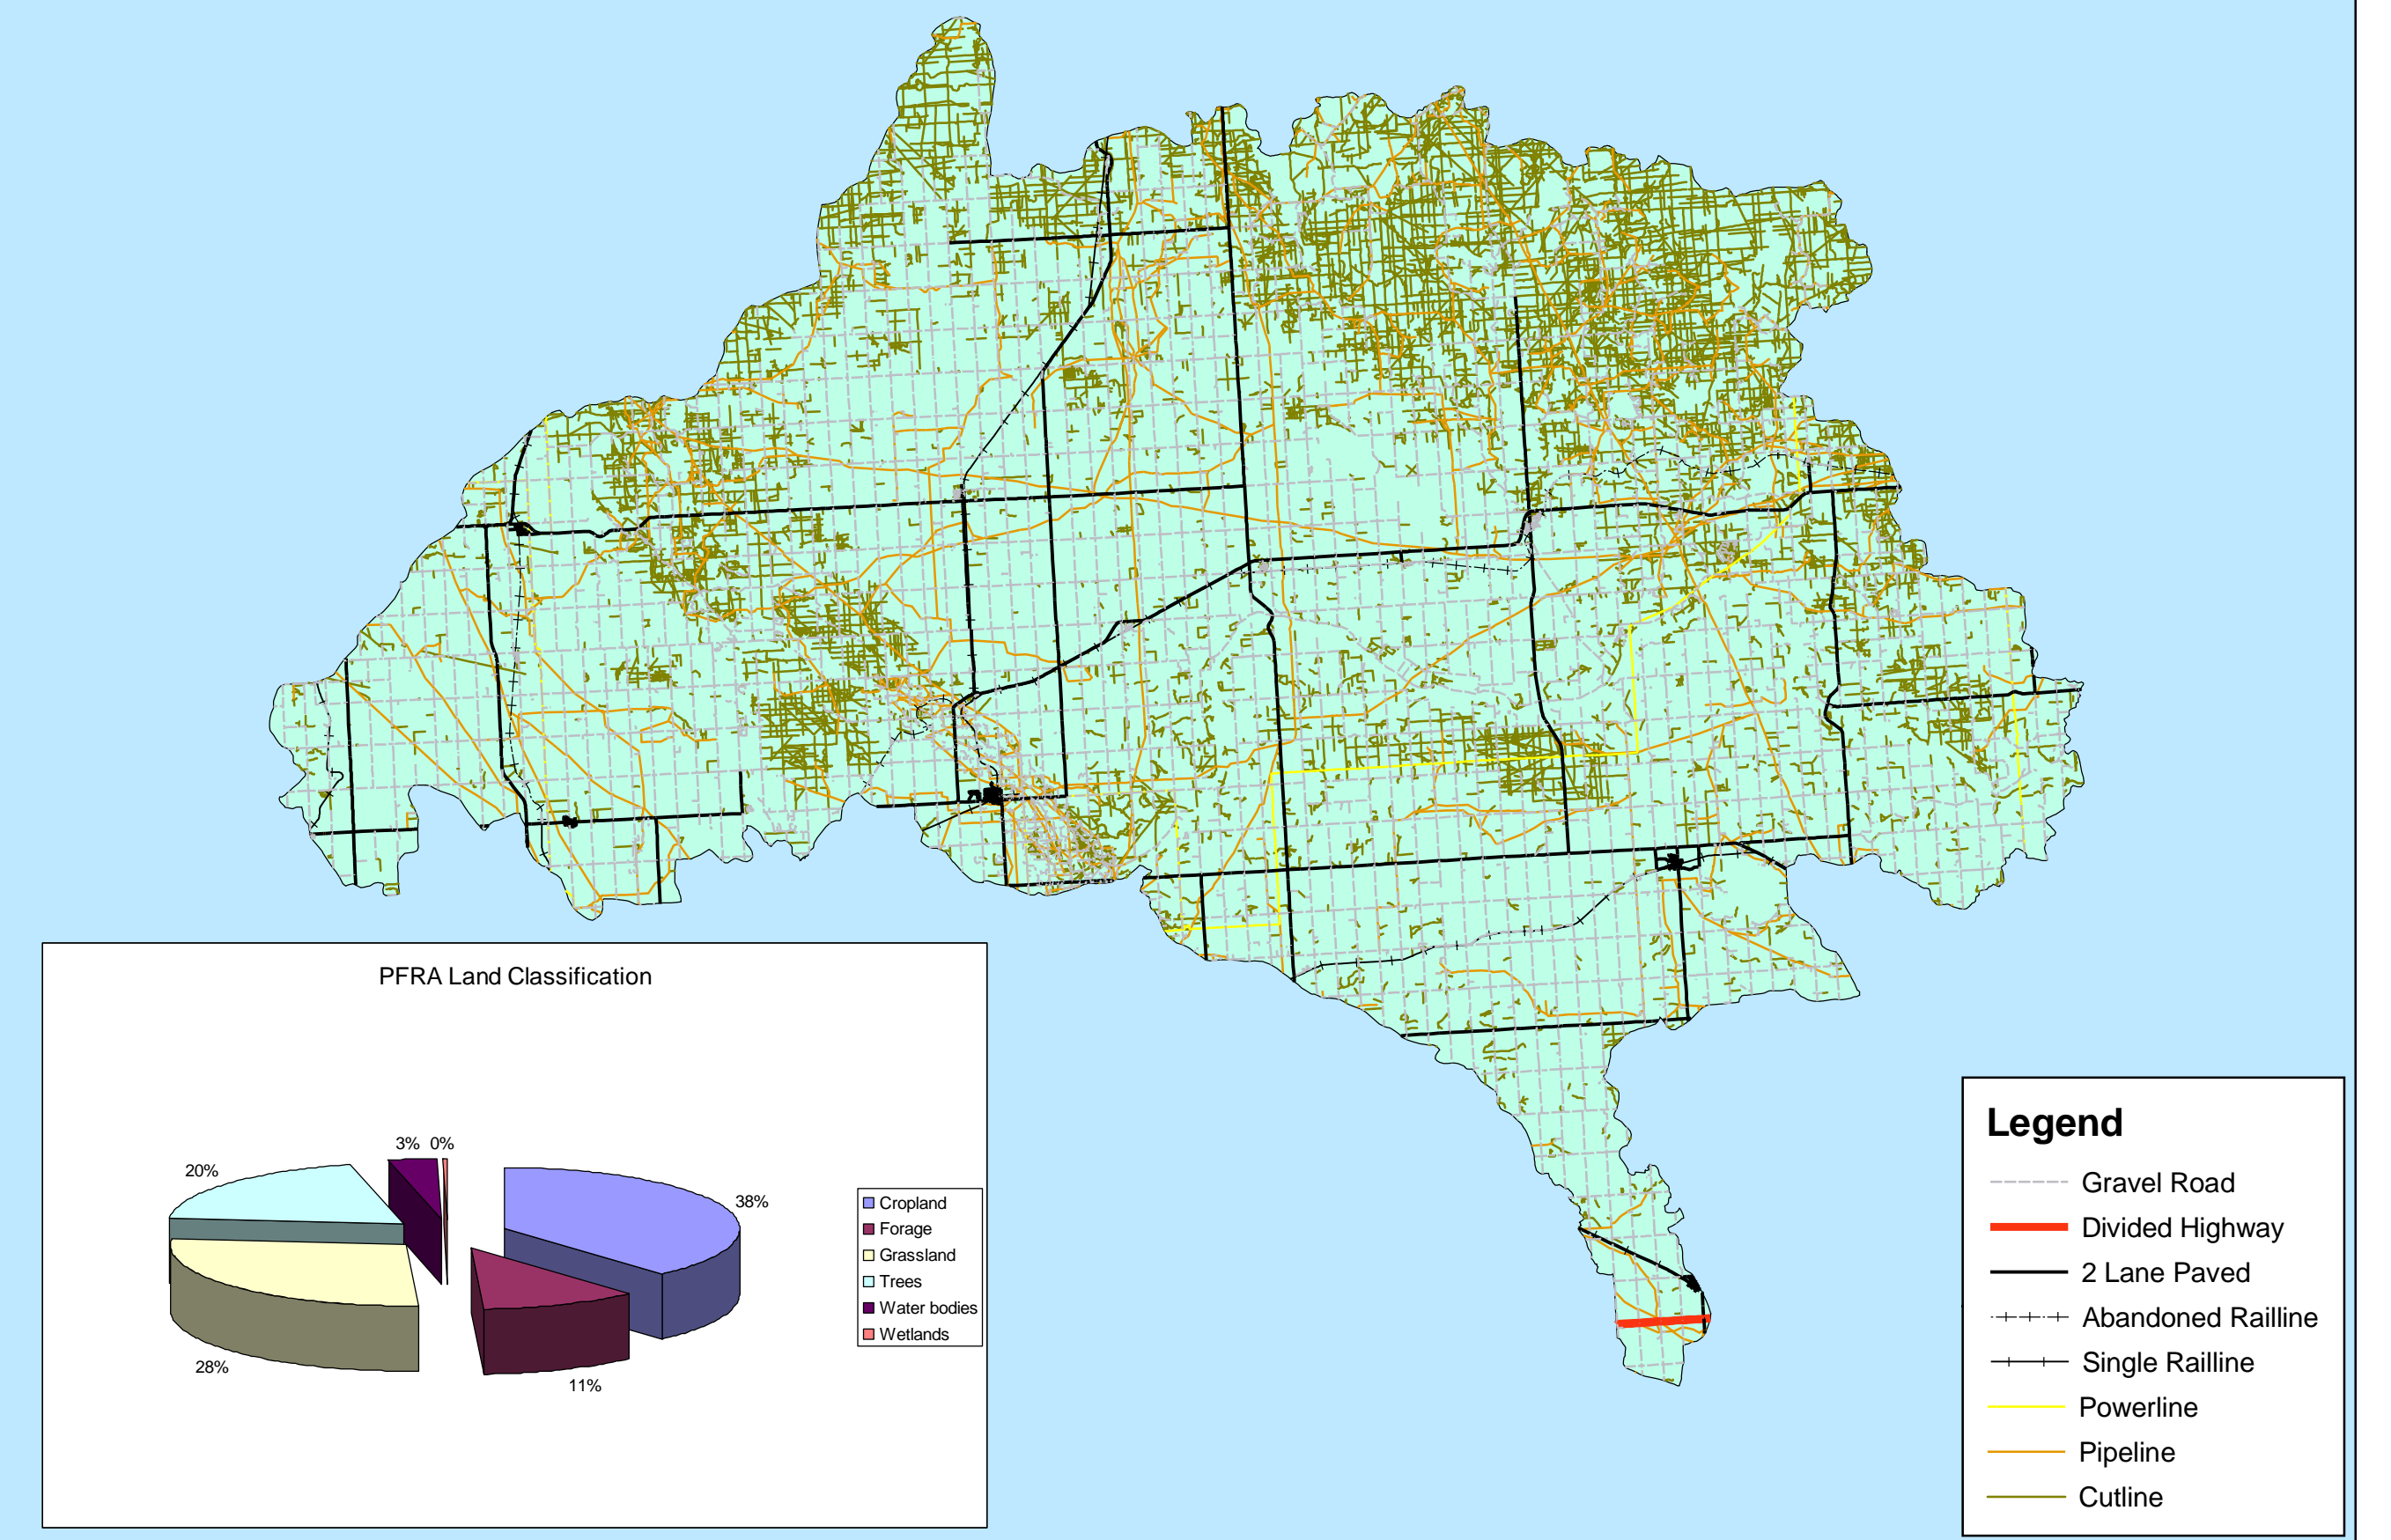 PFRA Land Classification
3% 0%
20%
38%
28%
11%
Cropland
Forage
Grassland
Trees
Water bodies
Wetlands
Legend
Gravel Road
Divided Highway
2 Lane Paved
Abandoned Railline
Single Railline
Powerline
Pipeline
Cutline